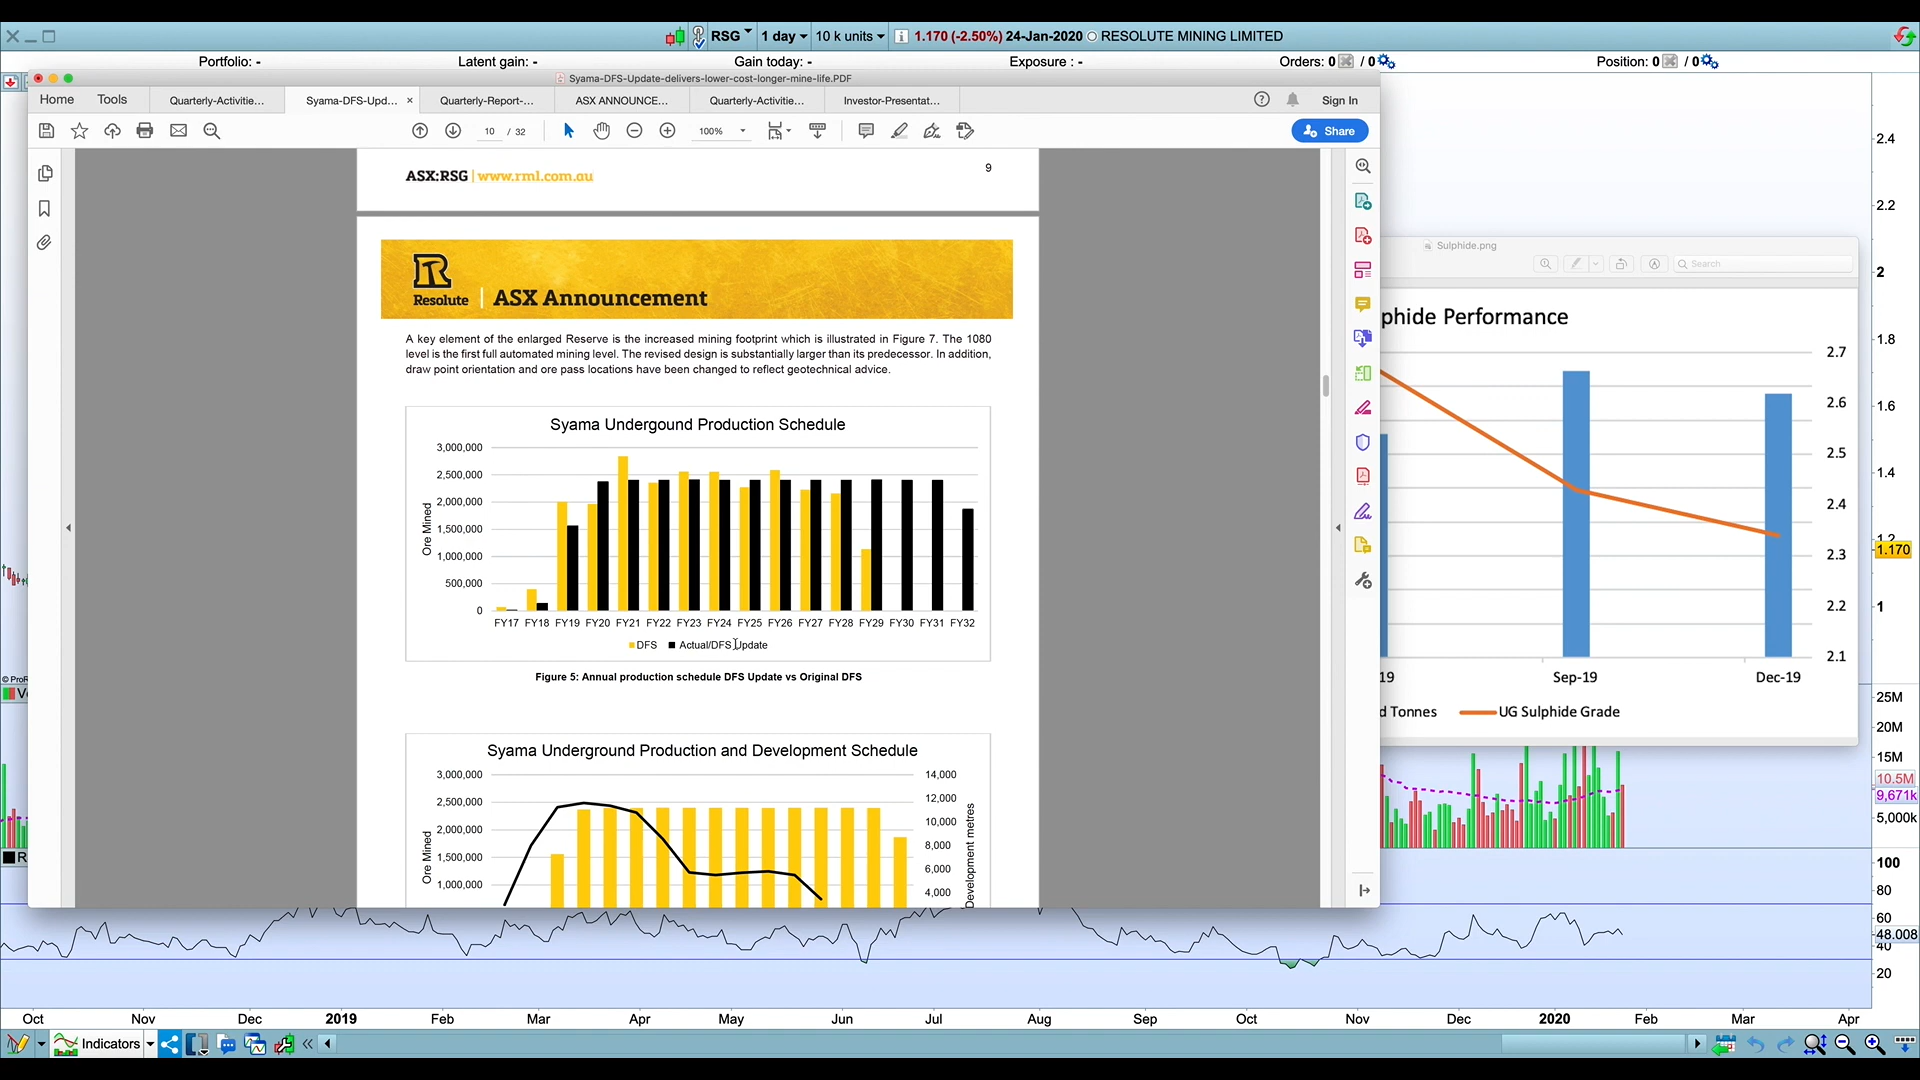 RSG 1 day 10 k units 1.170 (-2.50%) 24-Jan-2020 RESOLUTE MINING LIMITED
Portfolio: - Latent gain: - Gain today: - Exposure : - Orders: 0 / 0 Position: 0 / 0
Syama-DFS-Update-delivers-lower-cost-longer-mine-life.PDF
Home Tools Quarterly-Activitie... Syama-DFS-Upd... × Quarterly-Report-... ASX ANNOUNCE... Quarterly-Activitie... Investor-Presentat... Sign In
10 / 32 100% Share
ASX:RSG | www.rml.com.au
9
Resolute | ASX Announcement
A key element of the enlarged Reserve is the increased mining footprint which is illustrated in Figure 7. The 1080
level is the first full automated mining level. The revised design is substantially larger than its predecessor. In addition,
draw point orientation and ore pass locations have been changed to reflect geotechnical advice.
Syama Undergound Production Schedule
Ore Mined
3,000,000
2,500,000
2,000,000
1,500,000
1,000,000
500,000
0
FY17 FY18 FY19 FY20 FY21 FY22 FY23 FY24 FY25 FY26 FY27 FY28 FY29 FY30 FY31 FY32
DFS Actual/DFS Update
Figure 5: Annual production schedule DFS Update vs Original DFS
Syama Underground Production and Development Schedule
Ore Mined
3,000,000
2,500,000
2,000,000
1,500,000
1,000,000
14,000
12,000
10,000
8,000
6,000
4,000
Development metres
Sulphide.png
Search
phide Performance
2.7
2.6
2.5
2.4
2.3
2.2
2.1
19 Sep-19 Dec-19
d Tonnes UG Sulphide Grade
2.4
2.2
2
1.8
1.6
1.4
1.2
1.170
1
© ProR
V
25M
20M
15M
10.5M
9,671k
5,000k
R
100
80
60
48.008
40
20
Oct Nov Dec 2019 Feb Mar Apr May Jun Jul Aug Sep Oct Nov Dec 2020 Feb Mar Apr
Indicators